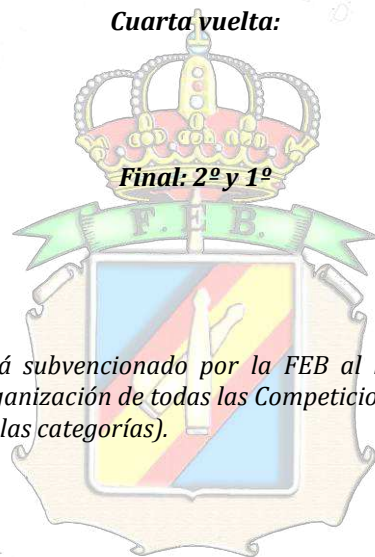 Cuarta vuelta:
Final: 2º y 1º
F. E. B.
subvencionado por la FEB al
de todas las
las categorías).